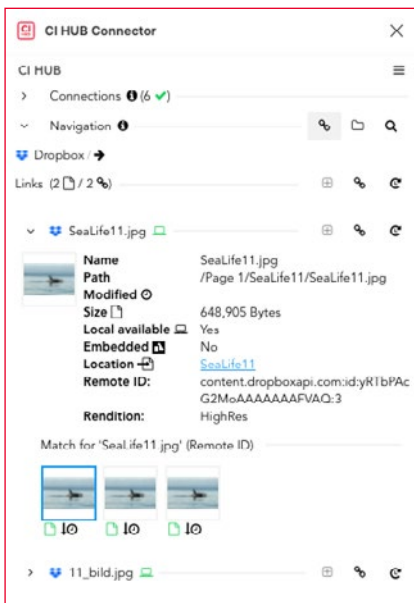 CI HUB Connector
CI HUB
Connections (6 ✔)
Navigation
Dropbox / →
Links (2 / 2)
SeaLife11.jpg
Name SeaLife11.jpg
Path /Page 1/SeaLife11/SeaLife11.jpg
Modified
Size 648,905 Bytes
Local available Yes
Embedded No
Location SeaLife11
Remote ID: content.dropboxapi.com:id:yRTbPAc
G2MoAAAAAAAFVAQ:3
Rendition: HighRes
Match for 'SeaLife11.jpg' (Remote ID)
11_bild.jpg